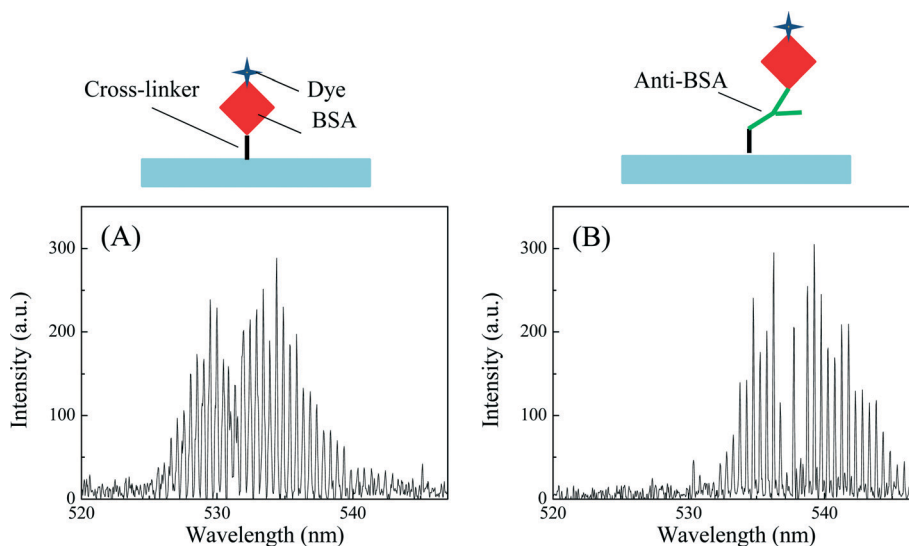 Cross-linker
Dye
BSA
Anti-BSA
(A)
300
200
100
0
Intensity (a.u.)
520
530
540
Wavelength (nm)
(B)
300
200
100
0
Intensity (a.u.)
520
530
540
Wavelength (nm)